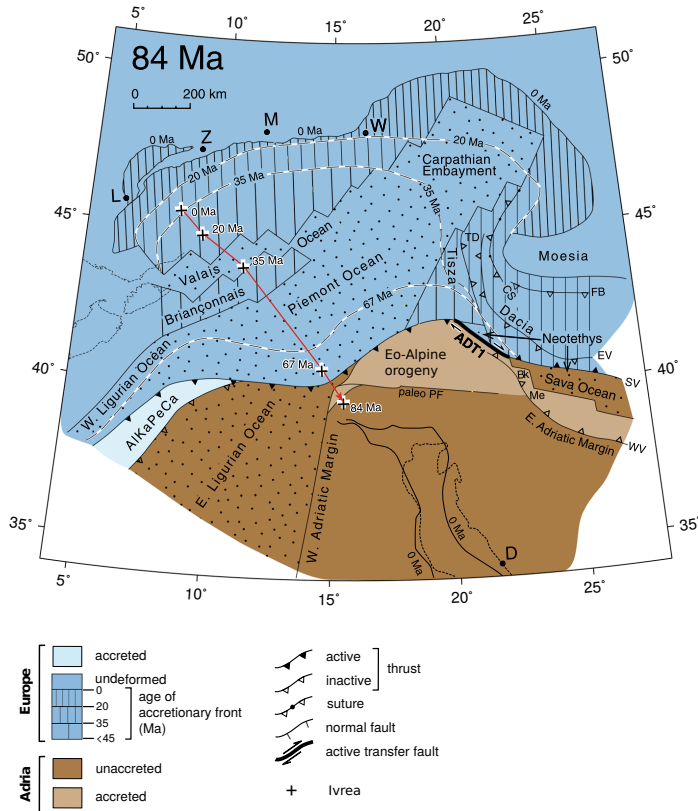 5°
10°
15°
20°
25°
50°
50°
84 Ma
0
200 km
M
W
Z
L
0 Ma
0 Ma
0 Ma
20 Ma
20 Ma
35 Ma
35 Ma
Carpathian
Embayment
45°
45°
0 Ma
20 Ma
35 Ma
Valais
Ocean
Briançonnais
Piemont Ocean
Tisza
TD
CS
Dacia
Moesia
FB
67 Ma
Neotethys
ADT1
EV
SV
40°
40°
W. Ligurian Ocean
67 Ma
84 Ma
Eo-Alpine
orogeny
paleo PF
Bk
Me
Sava Ocean
E. Adriatic Margin
WV
AlKaPeCa
E. Ligurian Ocean
W. Adriatic Margin
0 Ma
0 Ma
D
35°
35°
5°
10°
15°
20°
25°
Europe
accreted
undeformed
0
20
35
<45
age of
accretionary front
(Ma)
Adria
unaccreted
accreted
active
inactive
thrust
suture
normal fault
active transfer fault
Ivrea